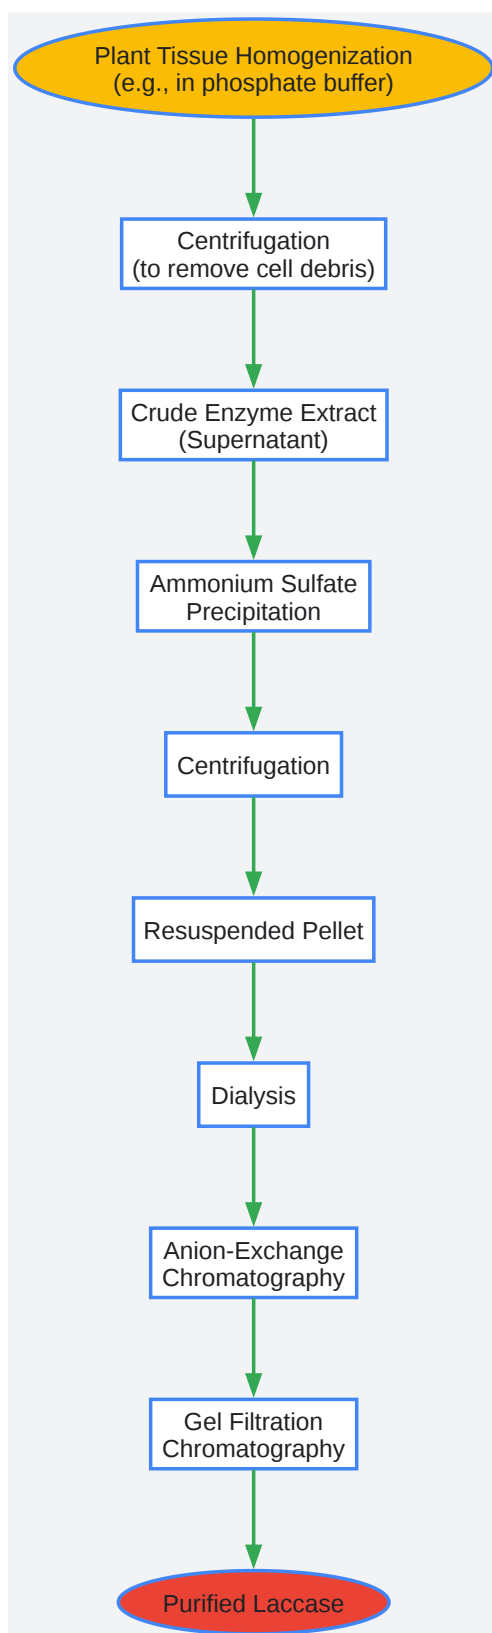 Plant Tissue Homogenization
(e.g., in phosphate buffer)
Centrifugation
(to remove cell debris)
Crude Enzyme Extract
(Supernatant)
Ammonium Sulfate
Precipitation
Centrifugation
Resuspended Pellet
Dialysis
Anion-Exchange
Chromatography
Gel Filtration
Chromatography
Purified Laccase